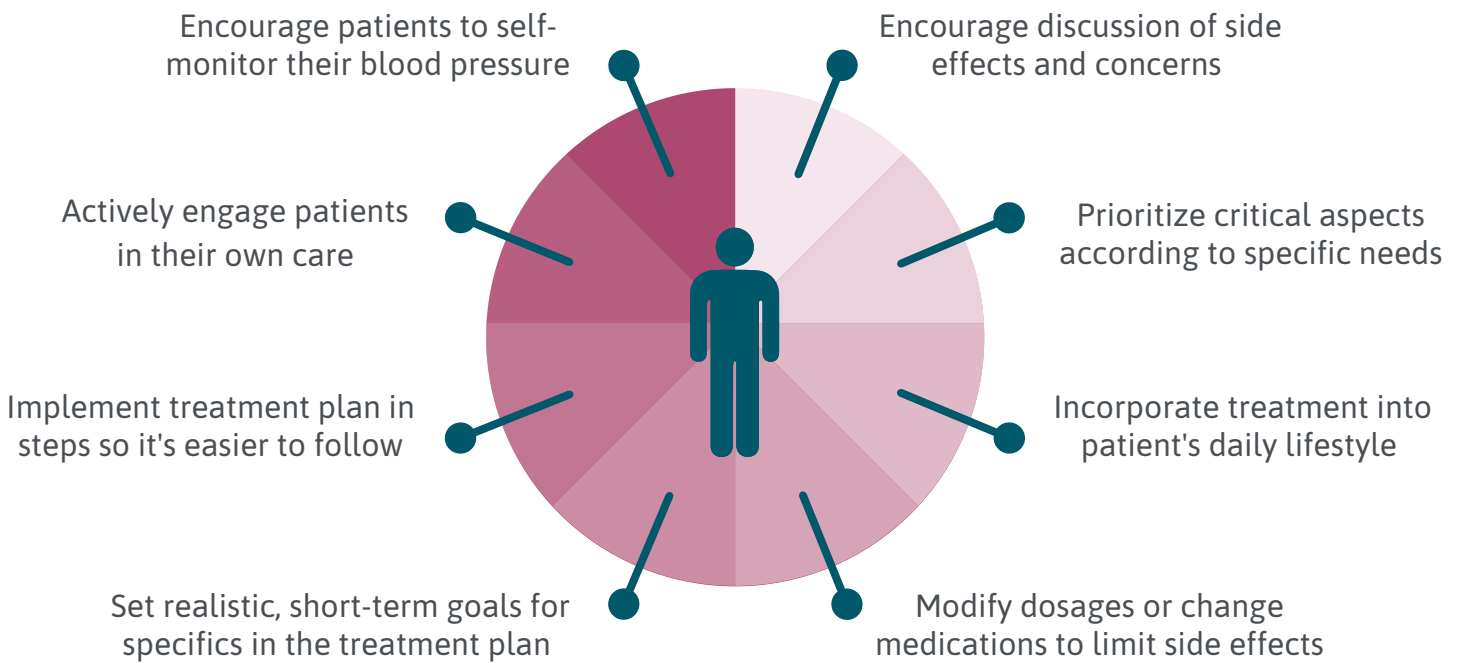 Encourage patients to self-
monitor their blood pressure
Encourage discussion of side
effects and concerns
Actively engage patients
in their own care
Prioritize critical aspects
according to specific needs
Implement treatment plan in
steps so it's easier to follow
Incorporate treatment into
patient's daily lifestyle
Set realistic, short-term goals for
specifics in the treatment plan
Modify dosages or change
medications to limit side effects